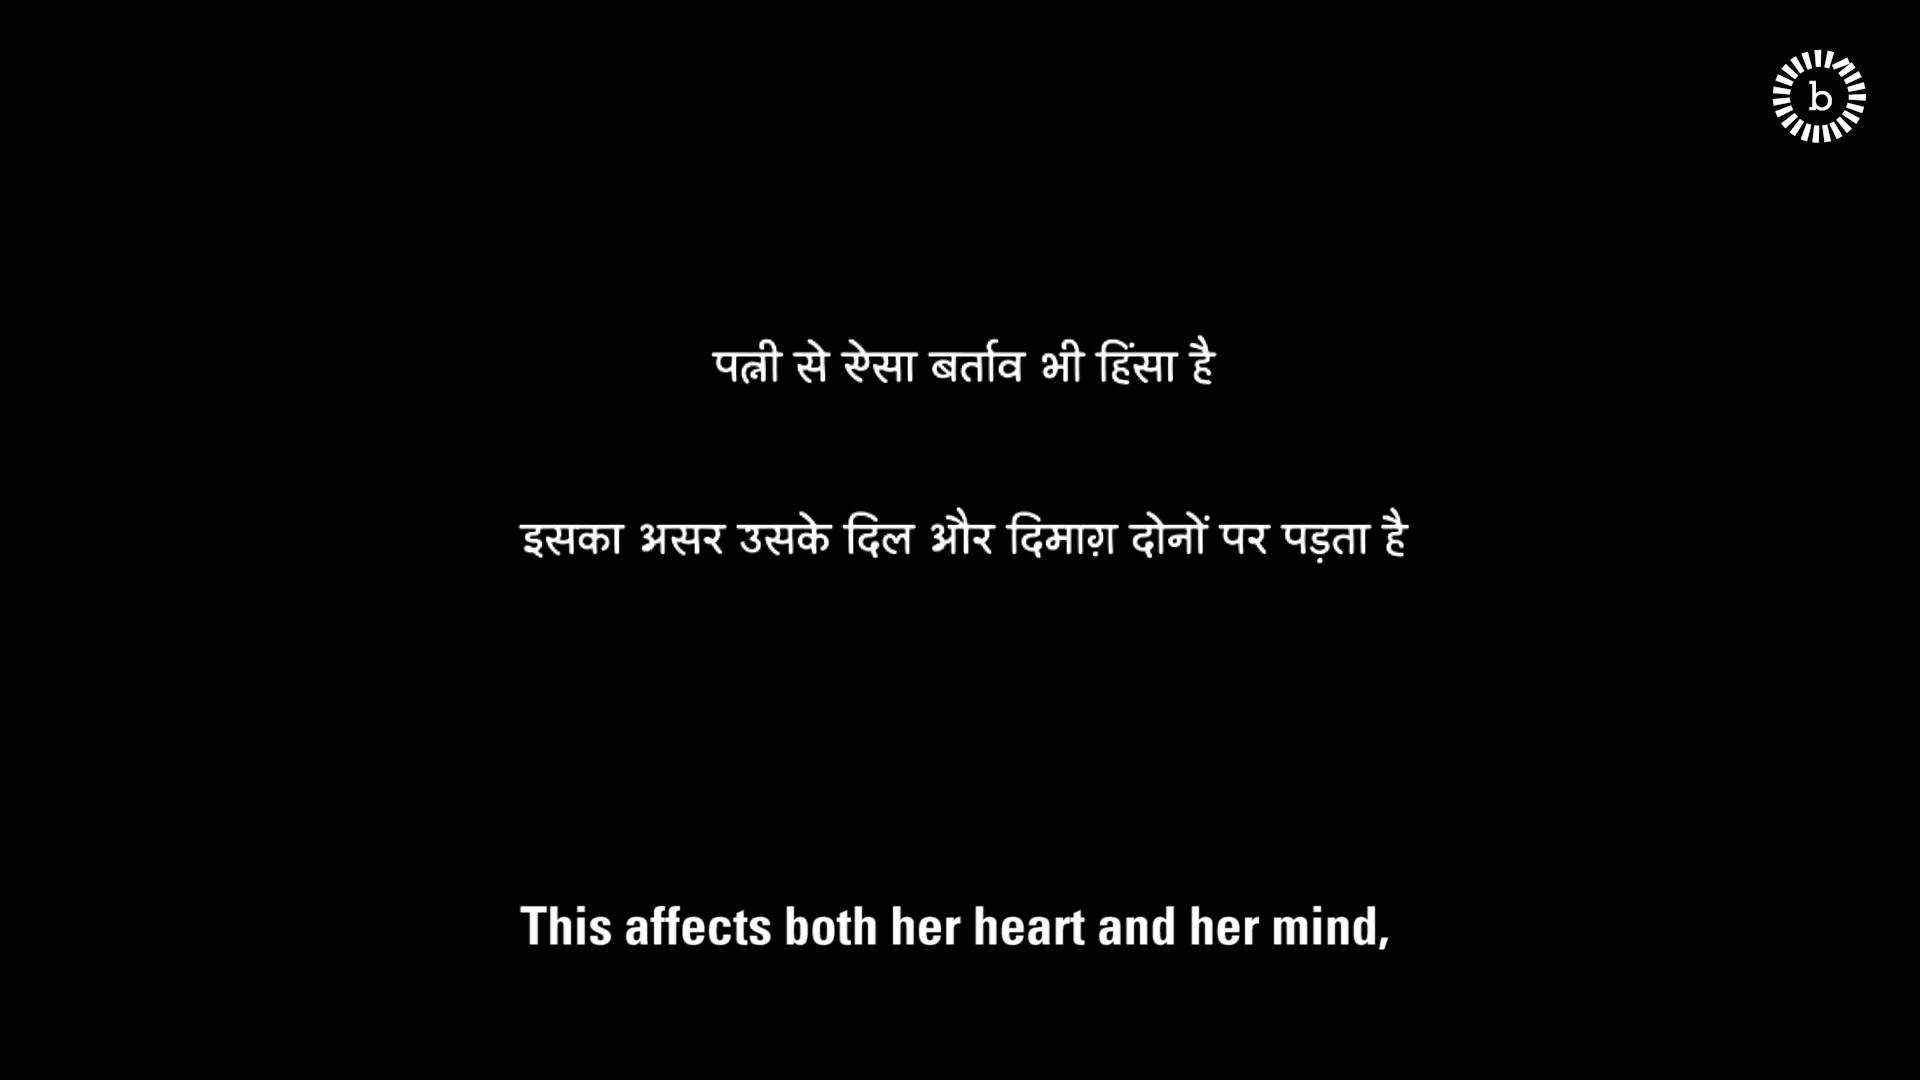 b
पत्नी से ऐसा बर्ताव भी हिंसा है
इसका असर उसके दिल और दिमाग़ दोनों पर पड़ता है
This affects both her heart and her mind,